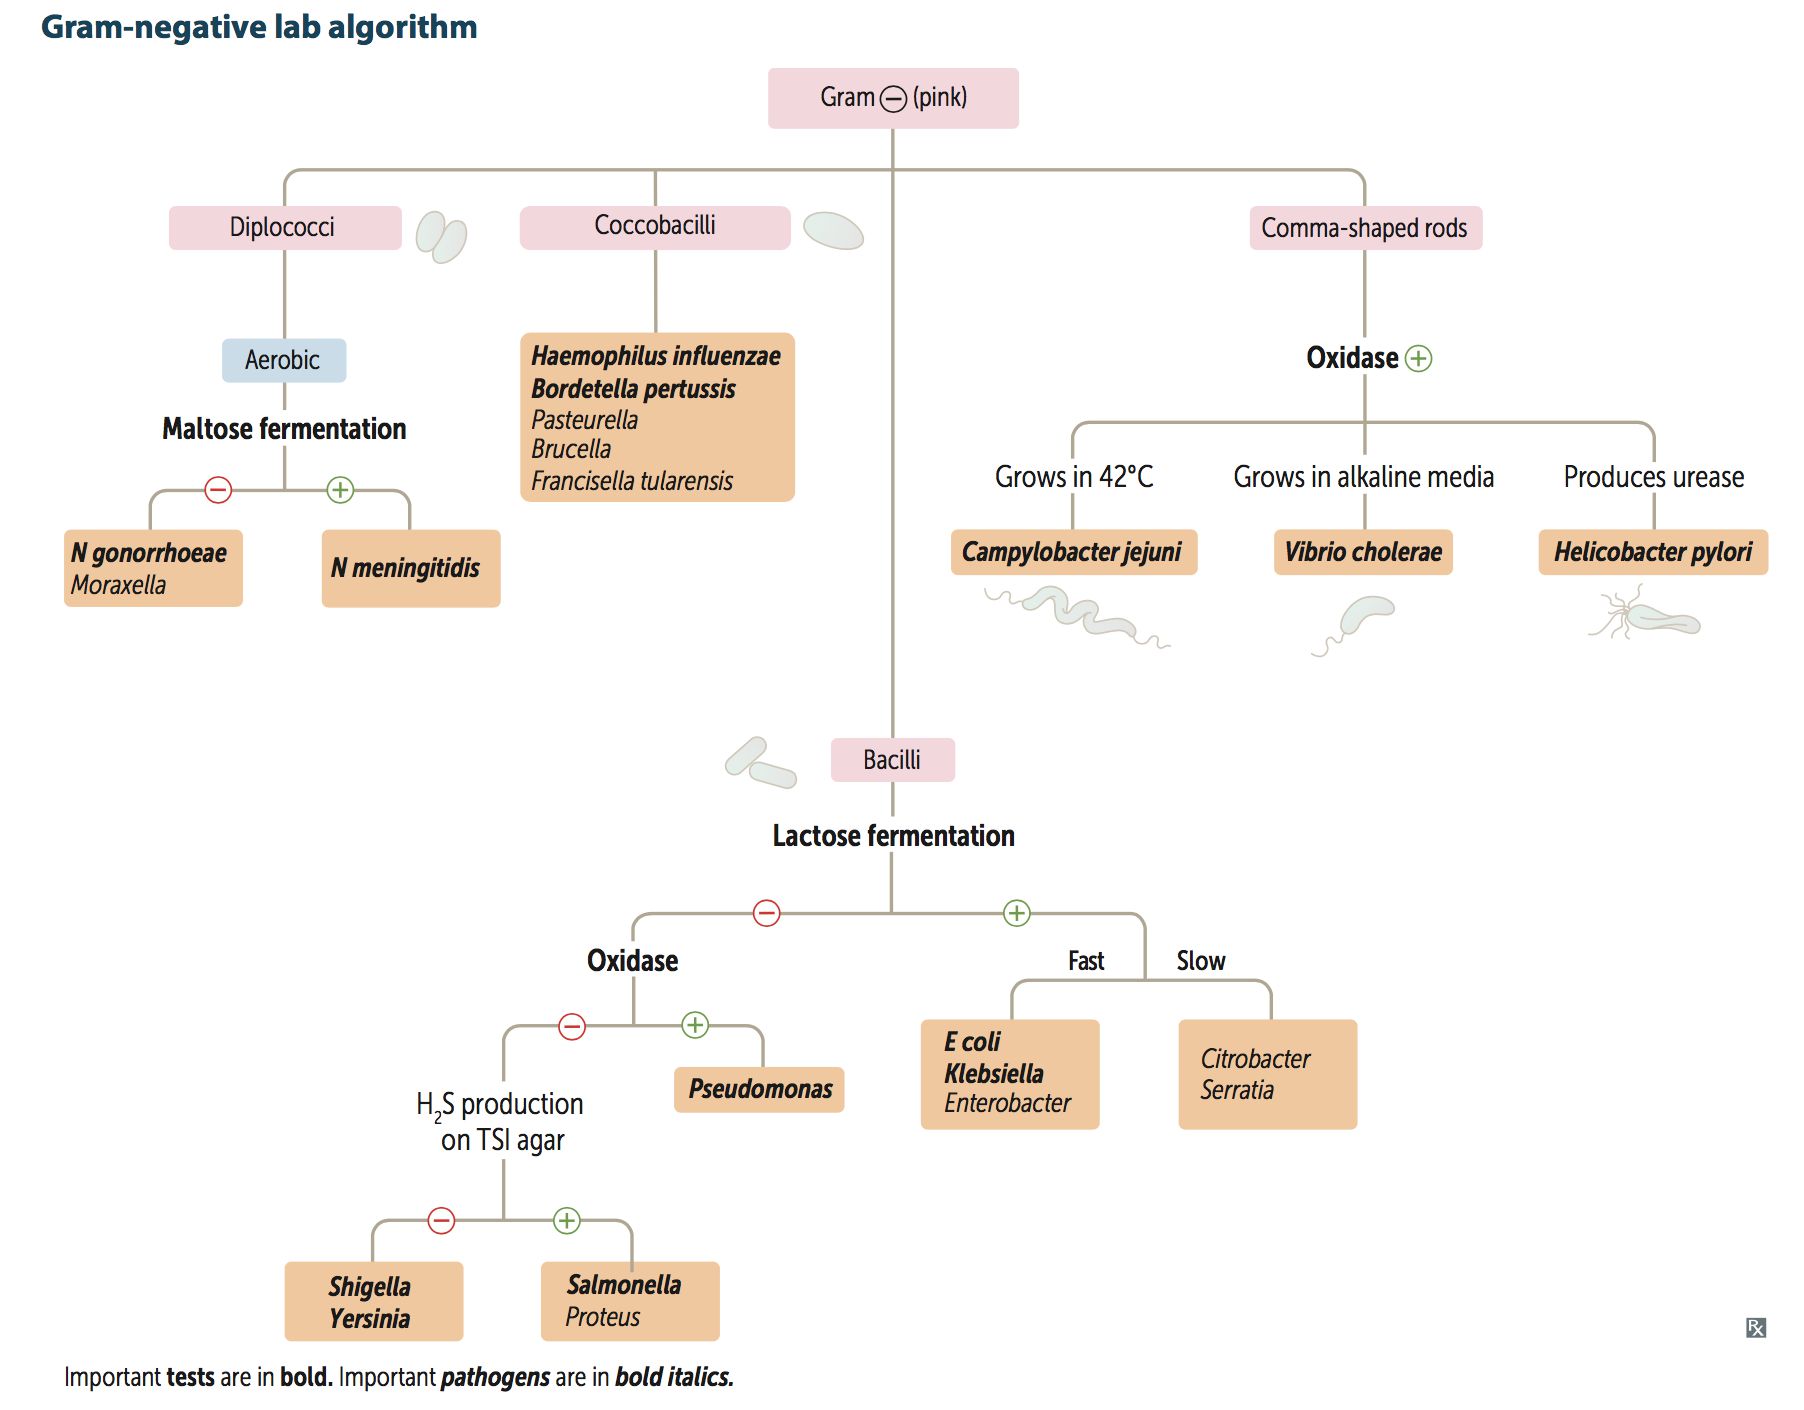 Gram-negative lab algorithm
Gram ⊖ (pink)
Diplococci
Coccobacilli
Comma-shaped rods
Aerobic
Maltose fermentation
−
+
N gonorrhoeae
Moraxella
N meningitidis
Haemophilus influenzae
Bordetella pertussis
Pasteurella
Brucella
Francisella tularensis
Oxidase ⊕
Grows in 42°C
Grows in alkaline media
Produces urease
Campylobacter jejuni
Vibrio cholerae
Helicobacter pylori
Bacilli
Lactose fermentation
−
+
Oxidase
Fast
Slow
−
+
Pseudomonas
E coli
Klebsiella
Enterobacter
Citrobacter
Serratia
H₂S production
on TSI agar
−
+
Shigella
Yersinia
Salmonella
Proteus
Rx
Important tests are in bold. Important pathogens are in bold italics.